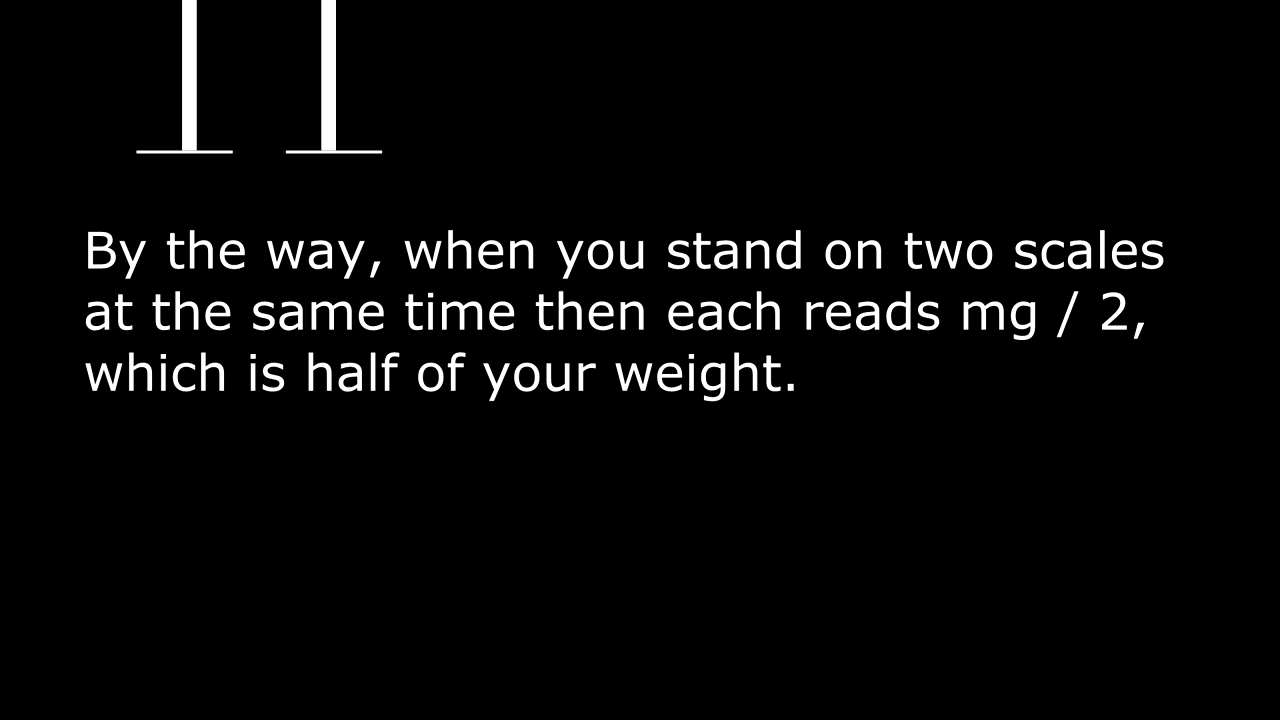 By the way, when you stand on two scales
at the same time then each reads mg / 2,
which is half of your weight.